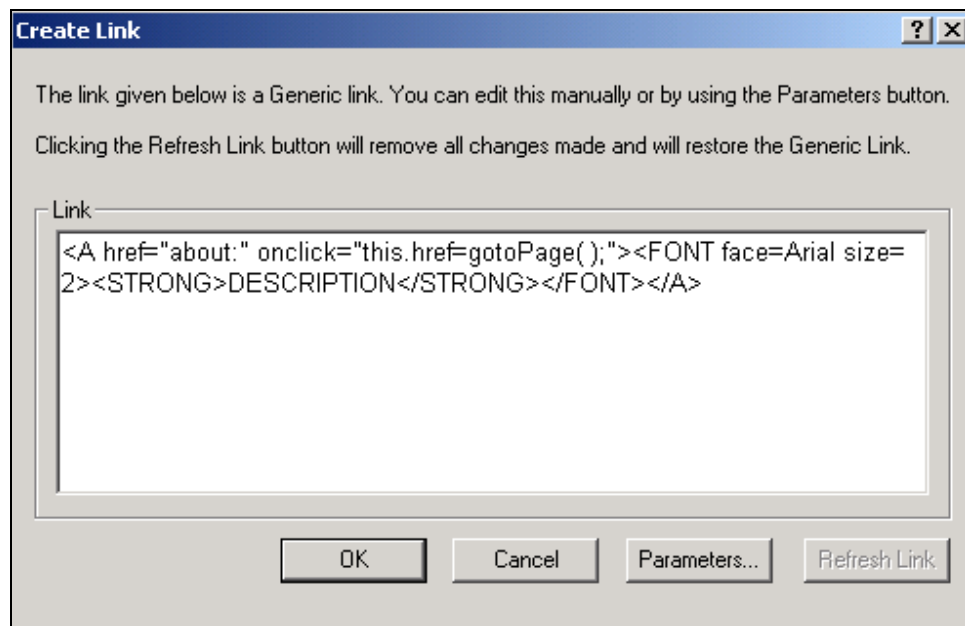 Create Link
The link given below is a Generic link. You can edit this manually or by using the Parameters button.
Clicking the Refresh Link button will remove all changes made and will restore the Generic Link.
Link
<A href="about:" onclick="this.href=gotoPage( );"><FONT face=Arial size=
2><STRONG>DESCRIPTION</STRONG></FONT></A>
OK Cancel Parameters... Refresh Link